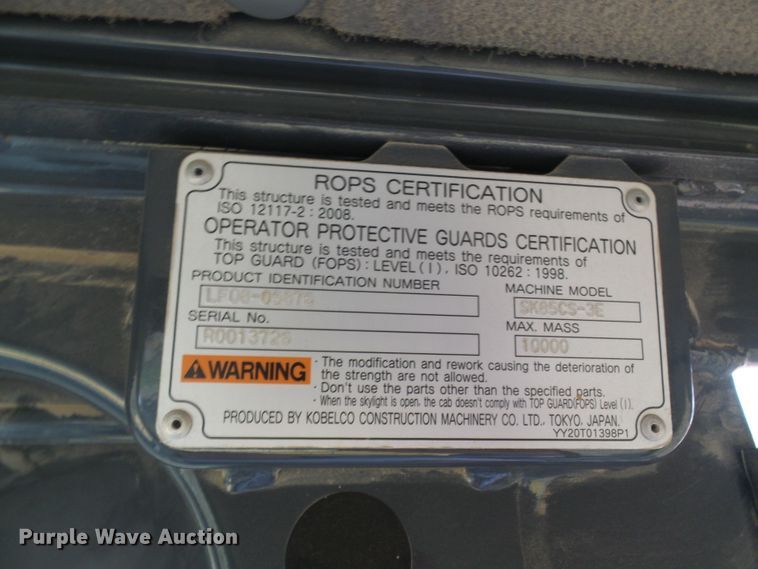 ROPS CERTIFICATION
This structure is tested and meets the ROPS requirements of
ISO 12117-2 : 2008.
OPERATOR PROTECTIVE GUARDS CERTIFICATION
This structure is tested and meets the requirements of
TOP GUARD (FOPS) : LEVEL(I), ISO 10262 : 1998.
PRODUCT IDENTIFICATION NUMBER
MACHINE MODEL
SK85CS-3E
SERIAL No.
MAX. MASS
R0013728
10000
WARNING
· The modification and rework causing the deterioration of
the strength are not allowed.
· Don't use the parts other than the specified parts.
· When the skylight is open, the cab doesn't comply with TOP GUARD(FOPS) Level (I).
PRODUCED BY KOBELCO CONSTRUCTION MACHINERY CO. LTD., TOKYO, JAPAN.
YY20T01398P1
Purple Wave Auction